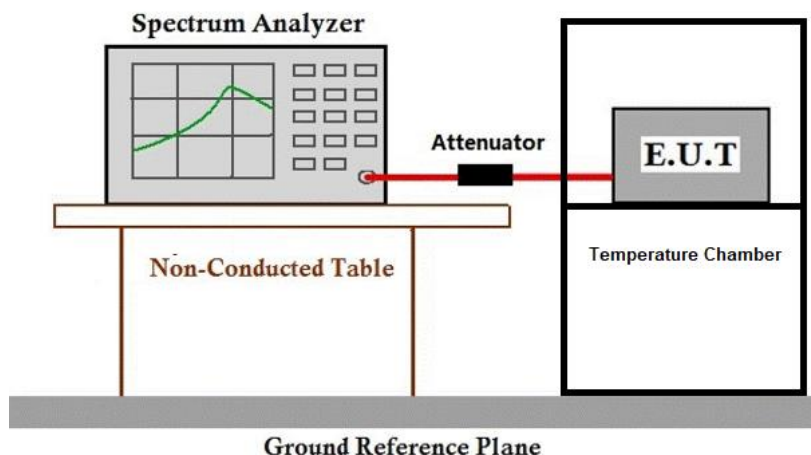 Spectrum Analyzer
Attenuator
E.U.T
Non-Conducted Table
Temperature Chamber
Ground Reference Plane